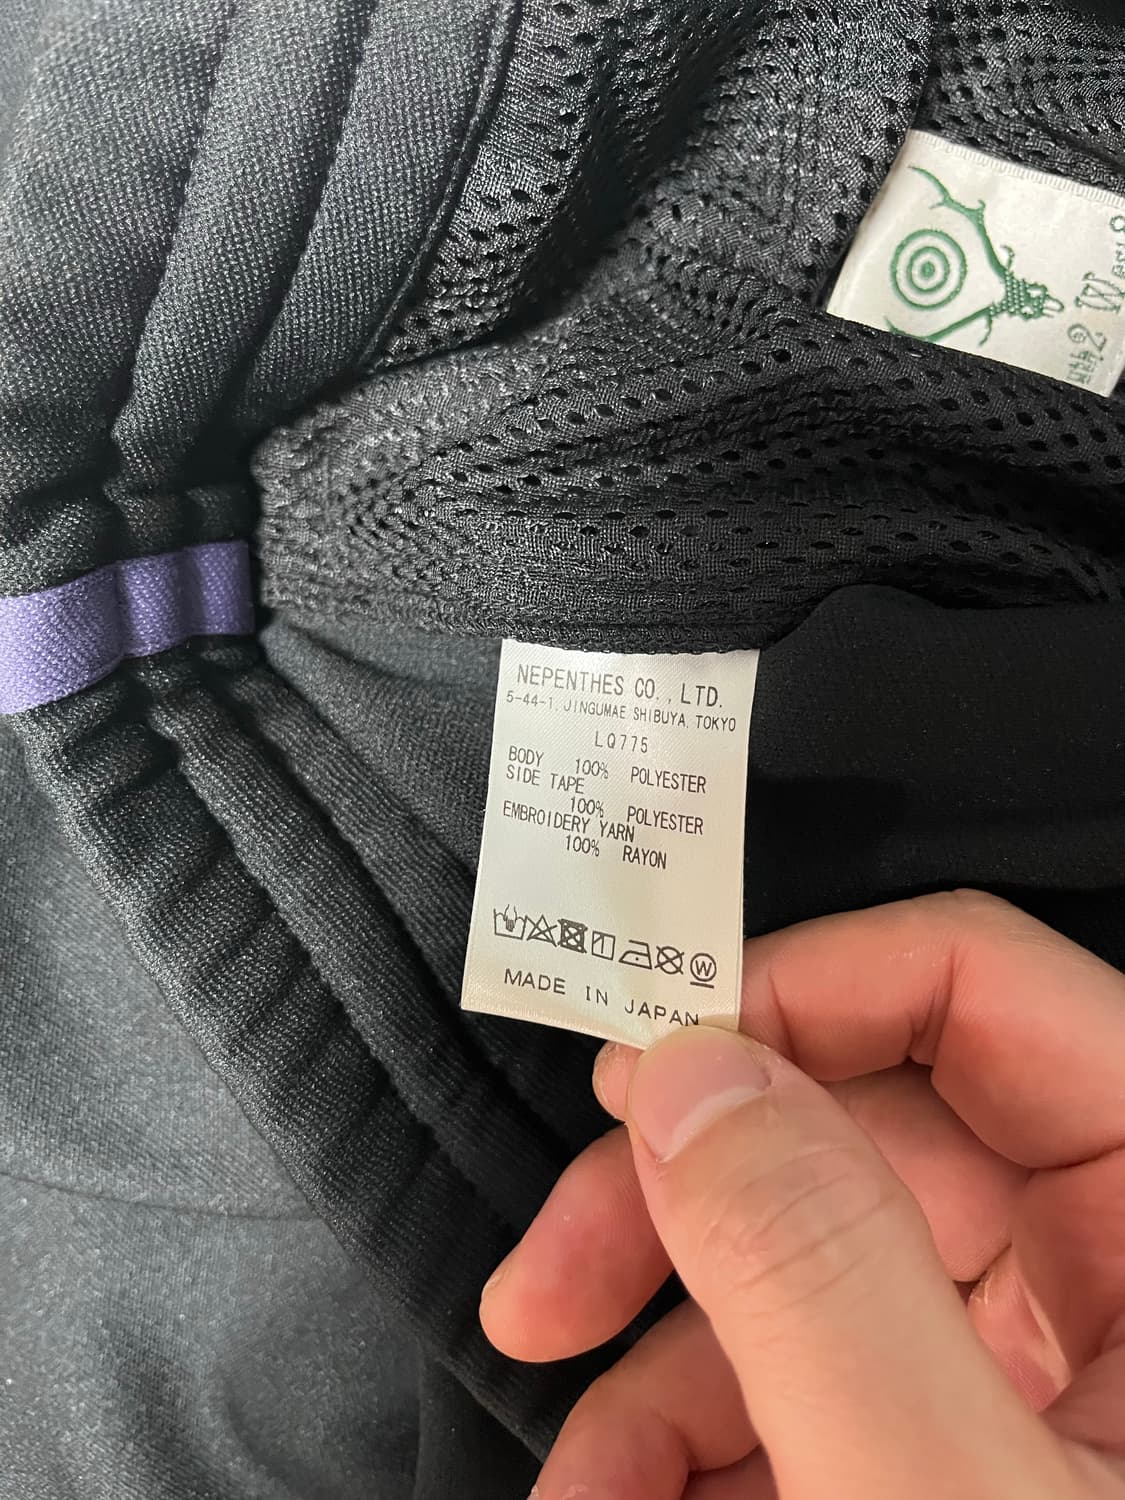 NEPENTHES CO., LTD.
5-44-1, JINGUMAE SHIBUYA, TOKYO
LQ775
BODY 100% POLYESTER
SIDE TAPE
100% POLYESTER
EMBROIDERY YARN
100% RAYON
W
MADE IN JAPAN